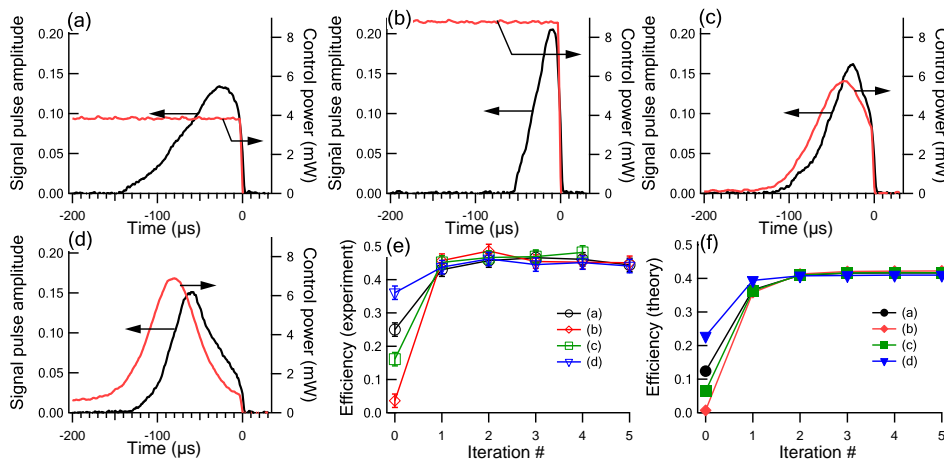 (a)
Signal pulse amplitude
0.20
0.15
0.10
0.05
0.00
8
6
4
2
0
Control power (mW)
-200
-100
0
Time (µs)
(b)
Signal pulse amplitude
0.20
0.15
0.10
0.05
0.00
8
6
4
2
0
Control power (mW)
-200
-100
0
Time (µs)
(c)
Signal pulse amplitude
0.20
0.15
0.10
0.05
0.00
8
6
4
2
0
Control power (mW)
-200
-100
0
Time (µs)
(d)
Signal pulse amplitude
0.20
0.15
0.10
0.05
0.00
8
6
4
2
0
Control power (mW)
-200
-100
0
Time (µs)
(e)
Efficiency (experiment)
0.5
0.4
0.3
0.2
0.1
0.0
(a)
(b)
(c)
(d)
0
1
2
3
4
5
Iteration #
(f)
Efficiency (theory)
0.5
0.4
0.3
0.2
0.1
0.0
(a)
(b)
(c)
(d)
0
1
2
3
4
5
Iteration #